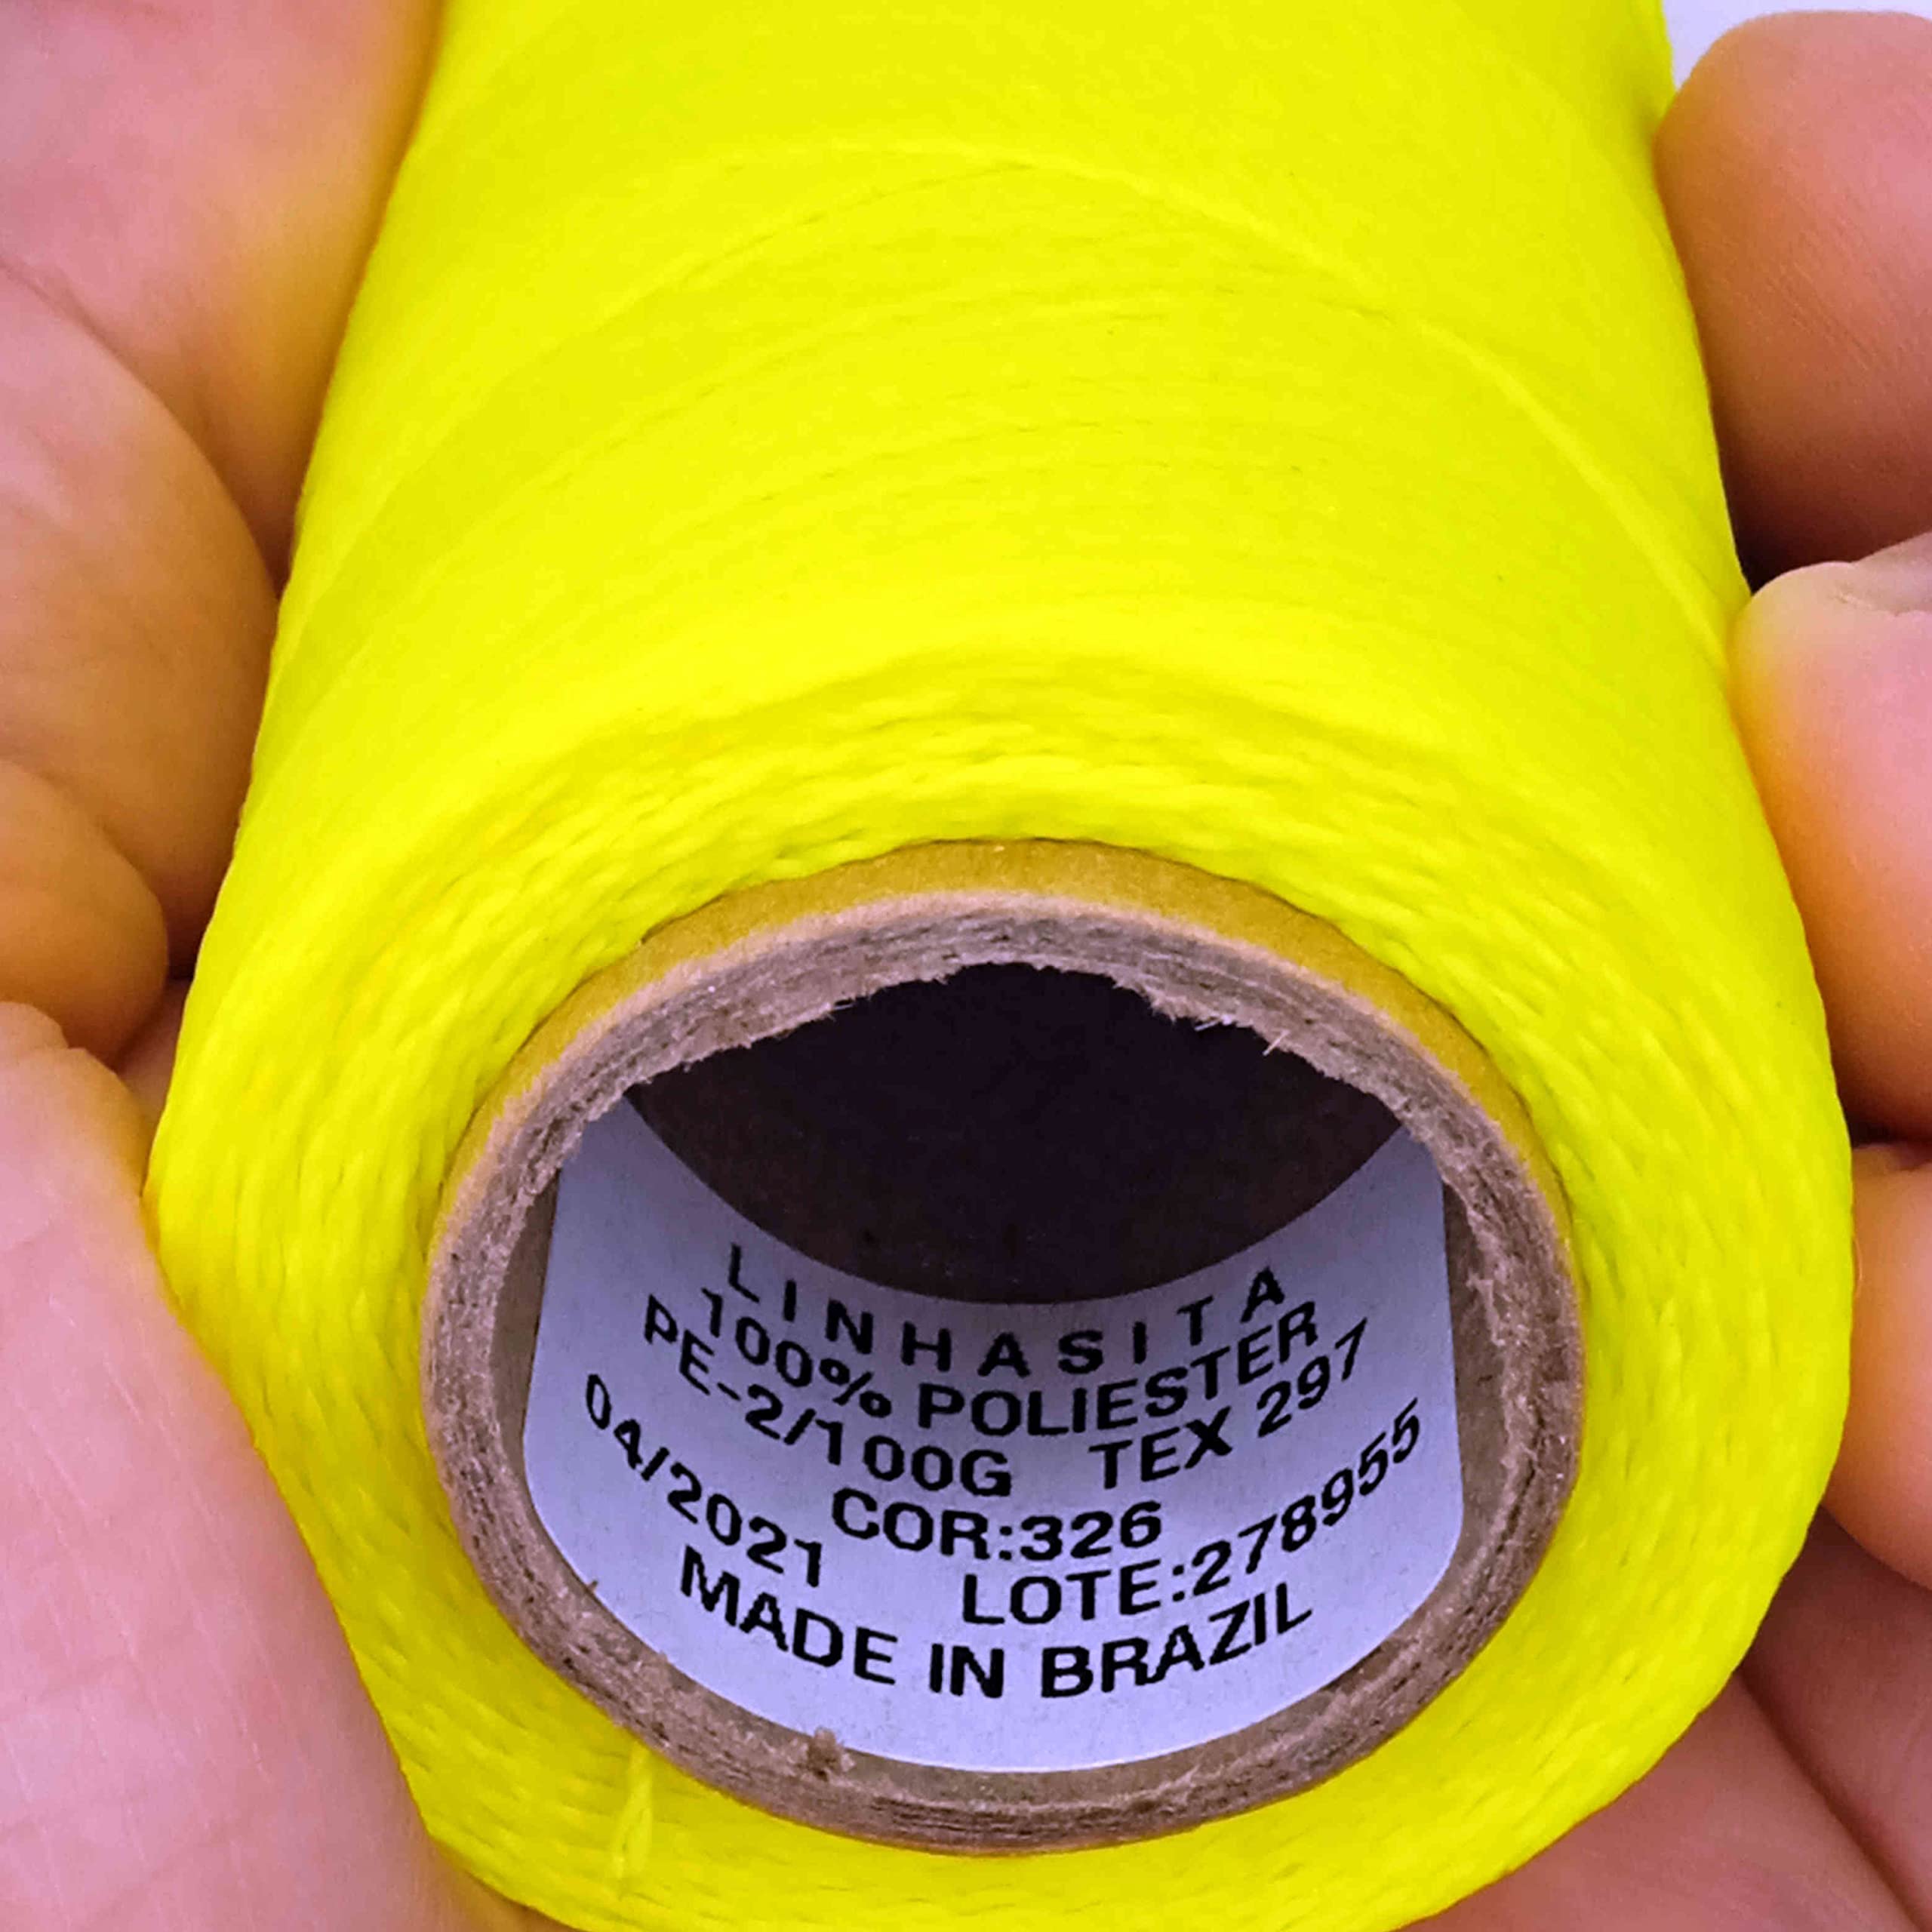 LINHASITA
100% POLIESTER
PE-2/100G TEX 297
COR:326
04/2021 LOTE:278955
MADE IN BRAZIL